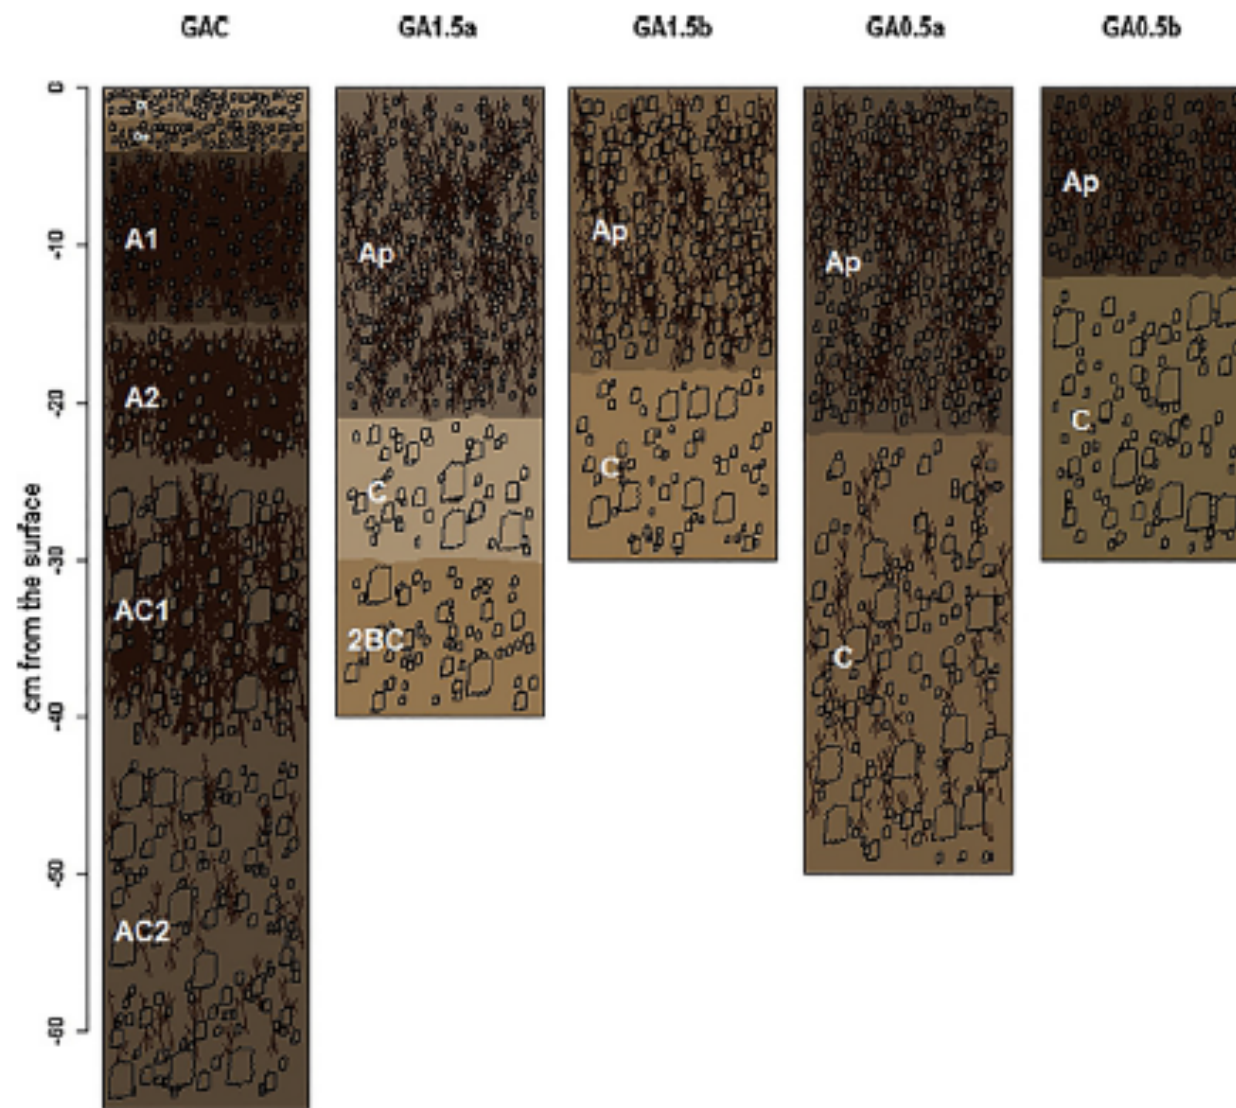 GAC GA1.5a GA1.5b GA0.5a GA0.5b
cm from the surface
0
-10
-20
-30
-40
-50
-60
A1
A2
AC1
AC2
Ap
C
2BC
Ap
C
Ap
C
Ap
C